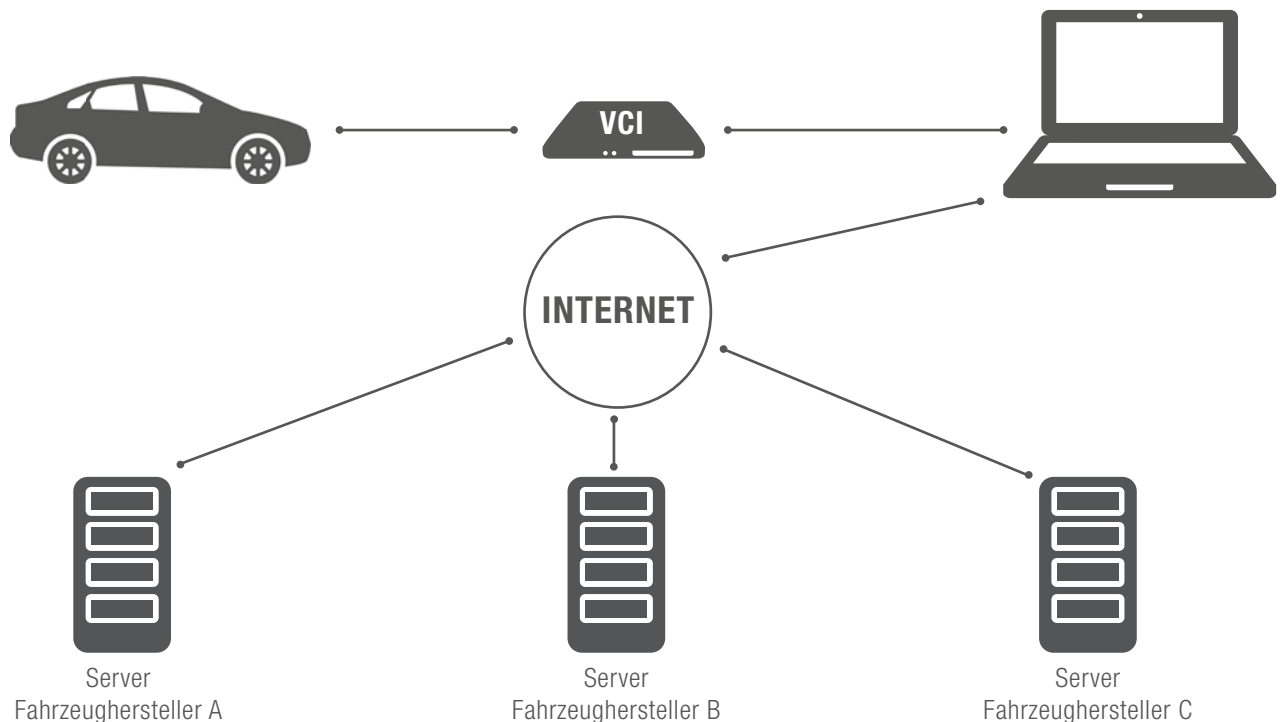 VCI
INTERNET
Server
Fahrzeughersteller A
Server
Fahrzeughersteller B
Server
Fahrzeughersteller C